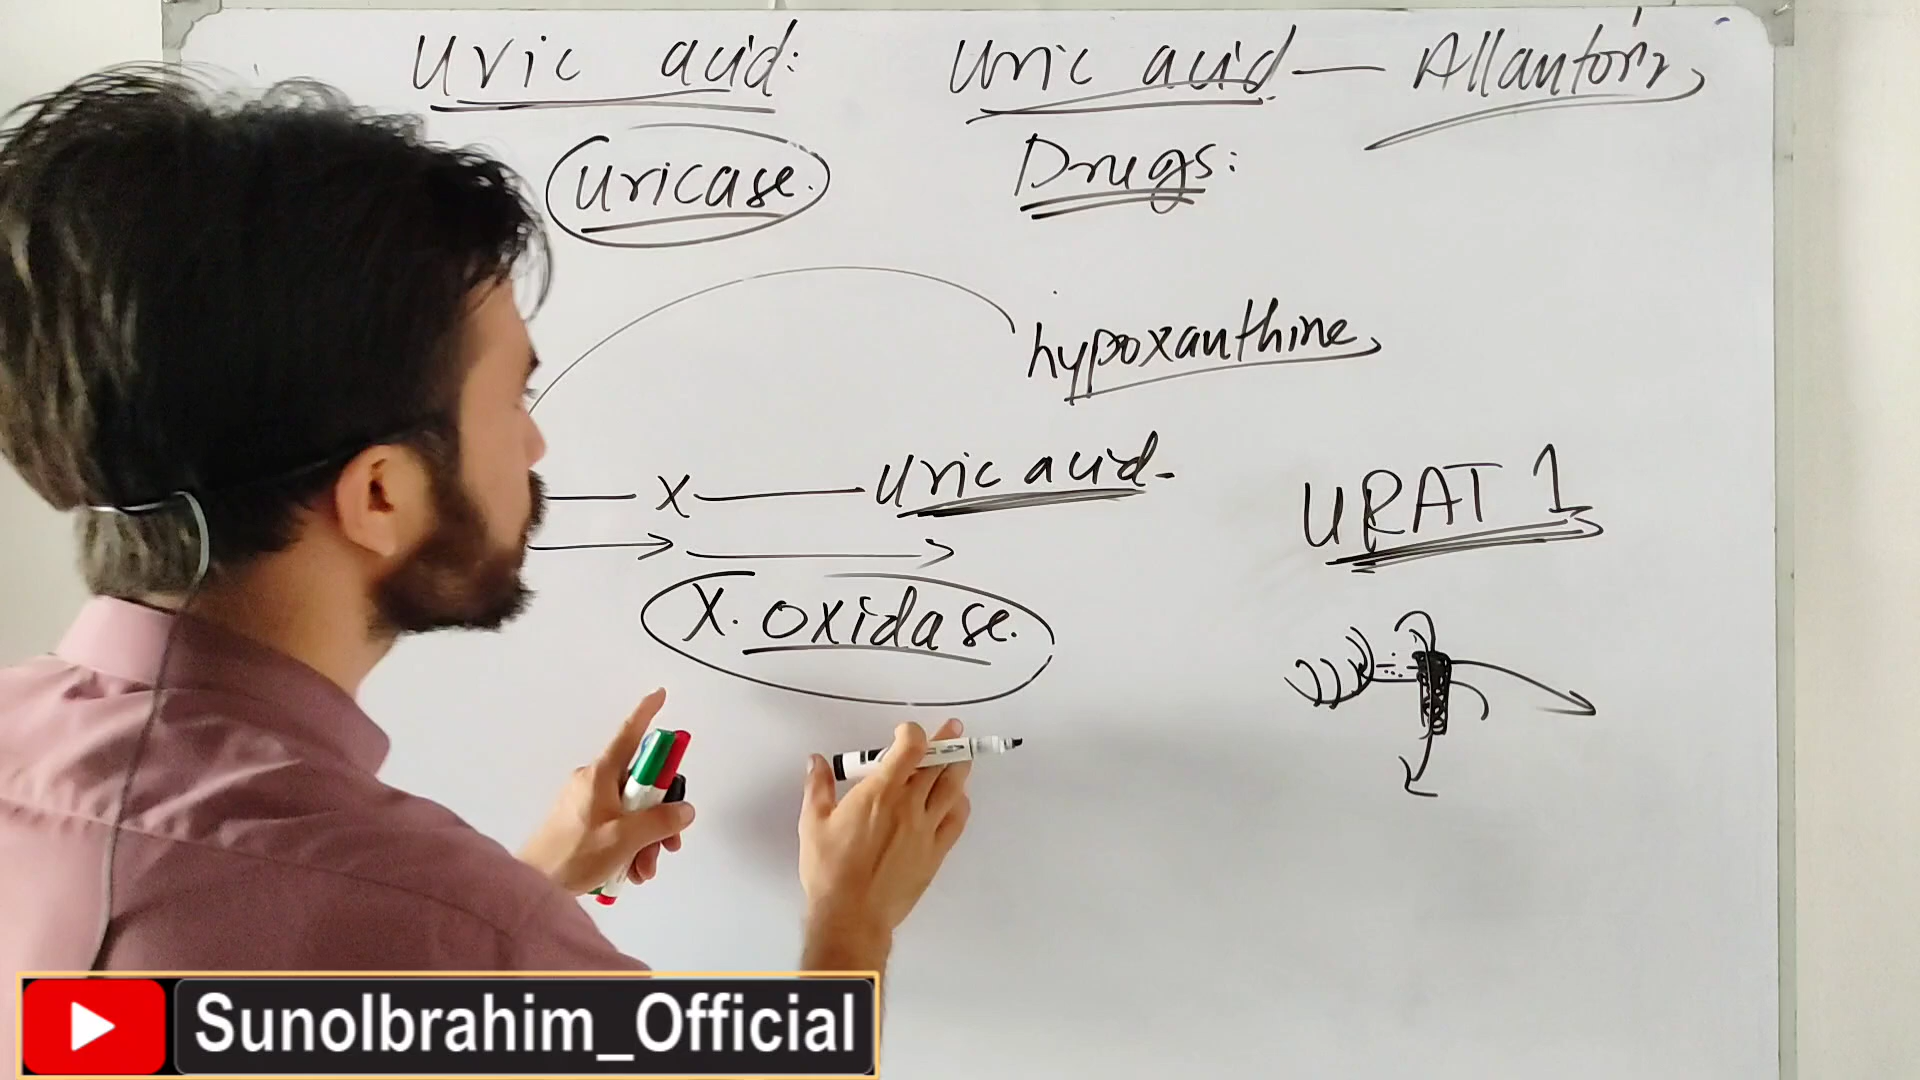 Uric acid:
Uric acid — Allantoin,
Uricase.
Drugs:
hypoxanthine,
X — Uric acid.
URAT 1
X. oxidase.
SunoIbrahim_Official